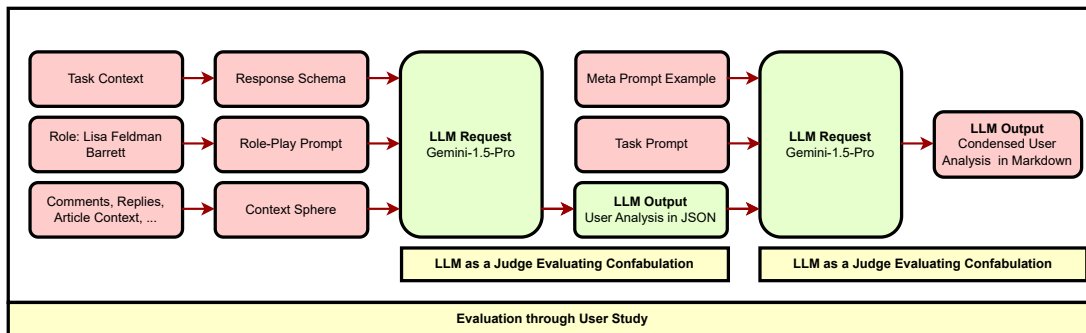 Task Context
Response Schema
Meta Prompt Example
Role: Lisa Feldman
Barrett
Role-Play Prompt
LLM Request
Gemini-1.5-Pro
Task Prompt
LLM Request
Gemini-1.5-Pro
LLM Output
Condensed User
Analysis in Markdown
Comments, Replies,
Article Context, ...
Context Sphere
LLM Output
User Analysis in JSON
LLM as a Judge Evaluating Confabulation
LLM as a Judge Evaluating Confabulation
Evaluation through User Study